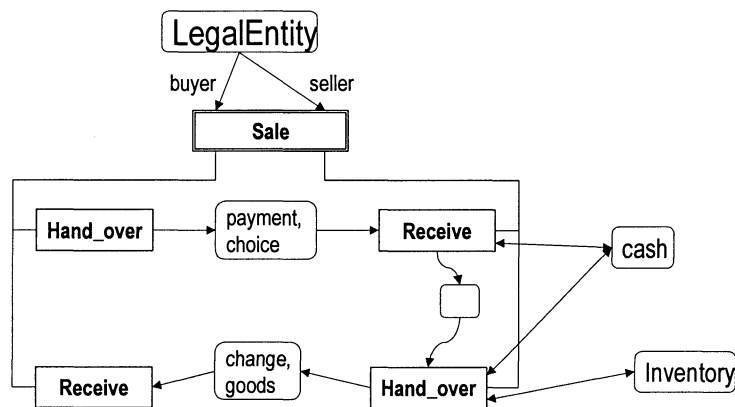 LegalEntity
buyer
seller
Sale
Hand_over
payment,
choice
Receive
cash
Receive
change,
goods
Hand_over
Inventory